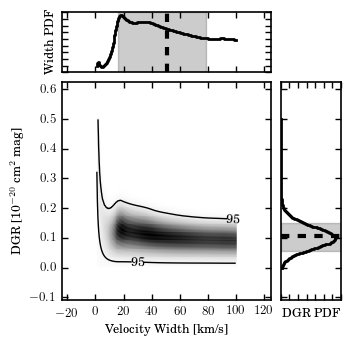 Width PDF
0.6
0.5
0.4
0.3
0.2
0.1
0.0
−0.1
DGR [10⁻²⁰ cm² mag]
95
95
−20 0 20 40 60 80 100 120
Velocity Width [km/s]
DGR PDF